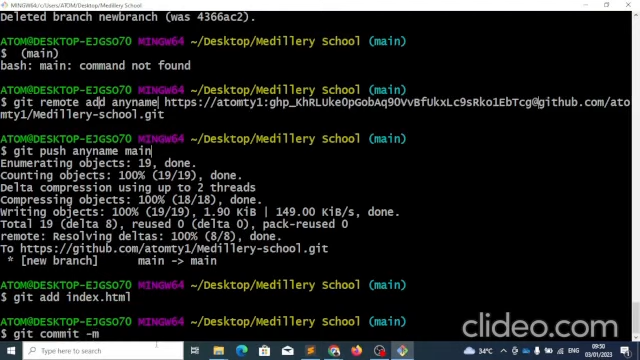 MINGW64:/c/Users/ATOM/Desktop/Medillery School
Deleted branch newbranch (was 4366ac2).
ATOM@DESKTOP-EJGSO70 MINGW64 ~/Desktop/Medillery School (main)
$  (main)
bash: main: command not found
ATOM@DESKTOP-EJGSO70 MINGW64 ~/Desktop/Medillery School (main)
$ git remote add anyname https://atomty1:
github.com/ato
mty1/Medillery-school.git
ATOM@DESKTOP-EJGSO70 MINGW64 ~/Desktop/Medillery School (main)
$ git push anyname main
Enumerating objects: 19, done.
Counting objects: 100% (19/19), done.
Delta compression using up to 2 threads
Compressing objects: 100% (18/18), done.
Writing objects: 100% (19/19), 1.90 KiB | 149.00 KiB/s, done.
Total 19 (delta 8), reused 0 (delta 0), pack-reused 0
remote: Resolving deltas: 100% (8/8), done.
To https://github.com/atomty1/Medillery-school.git
 * [new branch]      main -> main
ATOM@DESKTOP-EJGSO70 MINGW64 ~/Desktop/Medillery School (main)
$ git add index.html
ATOM@DESKTOP-EJGSO70 MINGW64 ~/Desktop/Medillery School (main)
$ git commit -m
clideo.com
Type here to search
34°C
ENG
09:50
03/01/2023